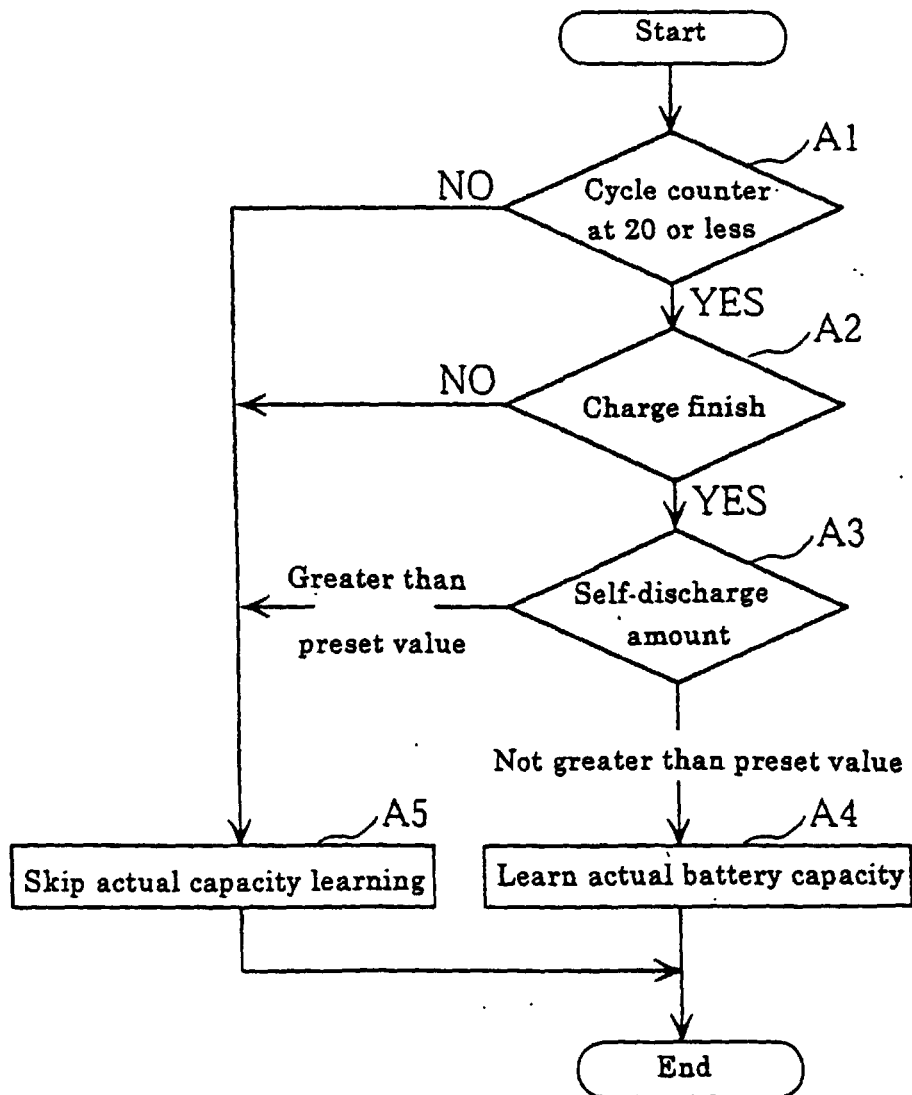 Start
A1
NO
Cycle counter
at 20 or less
YES
A2
NO
Charge finish
YES
A3
Greater than
preset value
Self-discharge
amount
Not greater than preset value
A5
A4
Skip actual capacity learning
Learn actual battery capacity
End